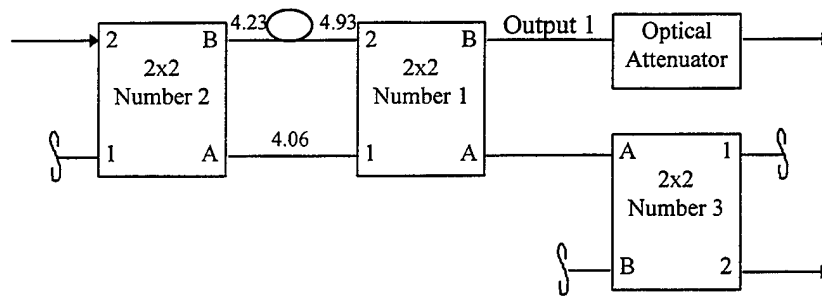 4.23 4.93
Output 1
Optical
Attenuator
2 B
2x2
Number 2
1 A
2 B
2x2
Number 1
1 A
4.06
A 1
2x2
Number 3
B 2